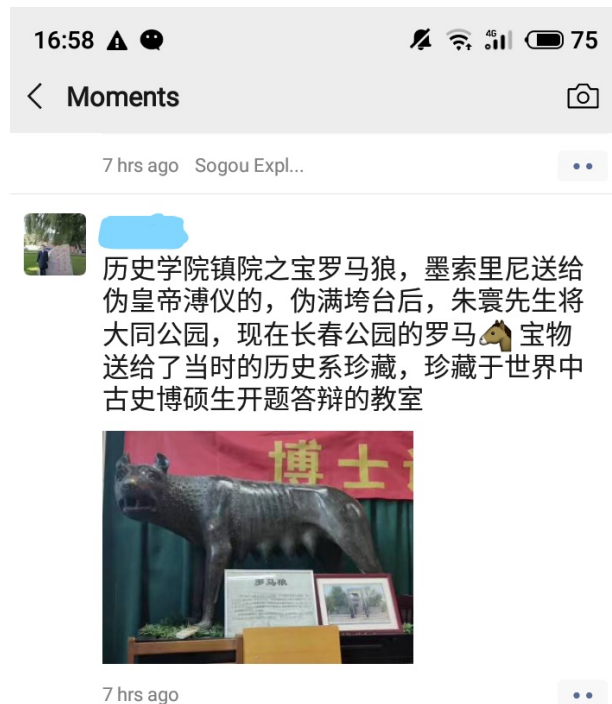 16:58
4G
75
Moments
7 hrs ago Sogou Expl...
历史学院镇院之宝罗马狼，墨索里尼送给
伪皇帝溥仪的，伪满垮台后，朱寰先生将
大同公园，现在长春公园的罗马🐴宝物
送给了当时的历史系珍藏，珍藏于世界中
古史博硕生开题答辩的教室
博士
罗马狼
7 hrs ago